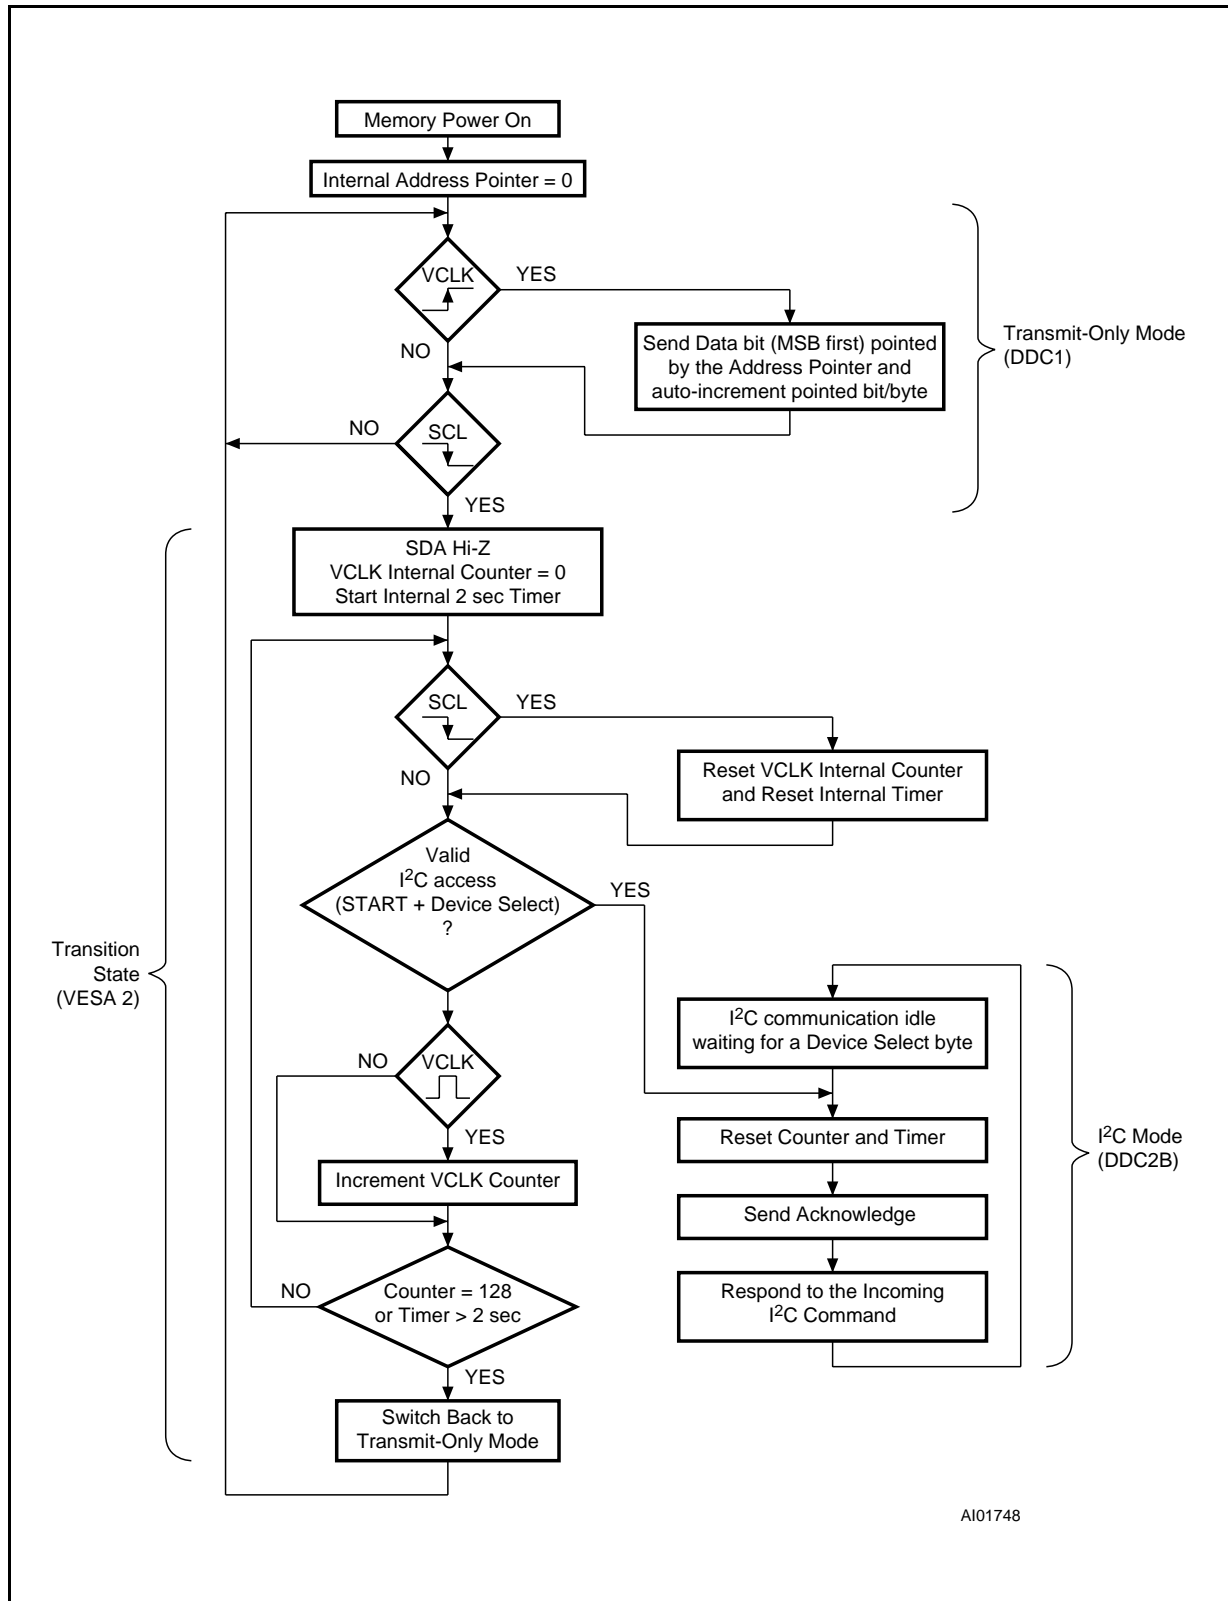 Memory Power On
Internal Address Pointer = 0
VCLK
YES
NO
Send Data bit (MSB first) pointed
by the Address Pointer and
auto-increment pointed bit/byte
Transmit-Only Mode
(DDC1)
SCL
NO
YES
SDA Hi-Z
VCLK Internal Counter = 0
Start Internal 2 sec Timer
SCL
YES
NO
Reset VCLK Internal Counter
and Reset Internal Timer
Valid
I²C access
(START + Device Select)
?
YES
Transition
State
(VESA 2)
VCLK
NO
YES
Increment VCLK Counter
Counter = 128
or Timer > 2 sec
NO
YES
Switch Back to
Transmit-Only Mode
I²C communication idle
waiting for a Device Select byte
Reset Counter and Timer
Send Acknowledge
Respond to the Incoming
I²C Command
I²C Mode
(DDC2B)
AI01748